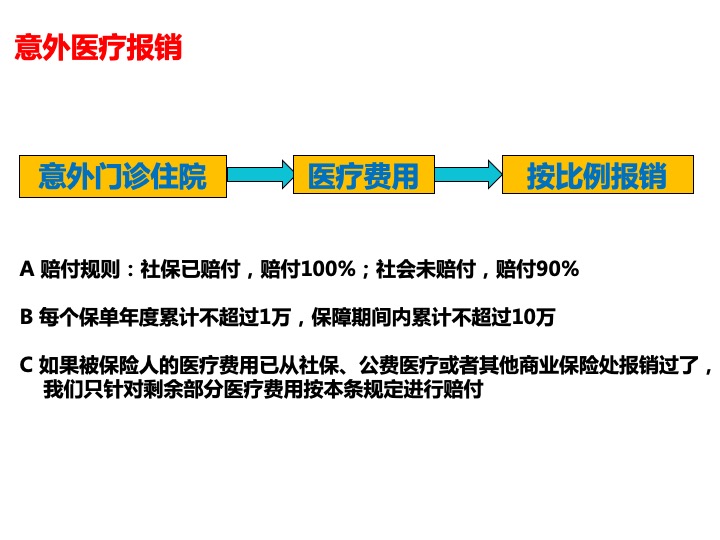 意外医疗报销
意外门诊住院
医疗费用
按比例报销
A 赔付规则：社保已赔付，赔付100%；社会未赔付，赔付90%
B 每个保单年度累计不超过1万，保障期间内累计不超过10万
C 如果被保险人的医疗费用已从社保、公费医疗或者其他商业保险处报销过了，
我们只针对剩余部分医疗费用按本条规定进行赔付